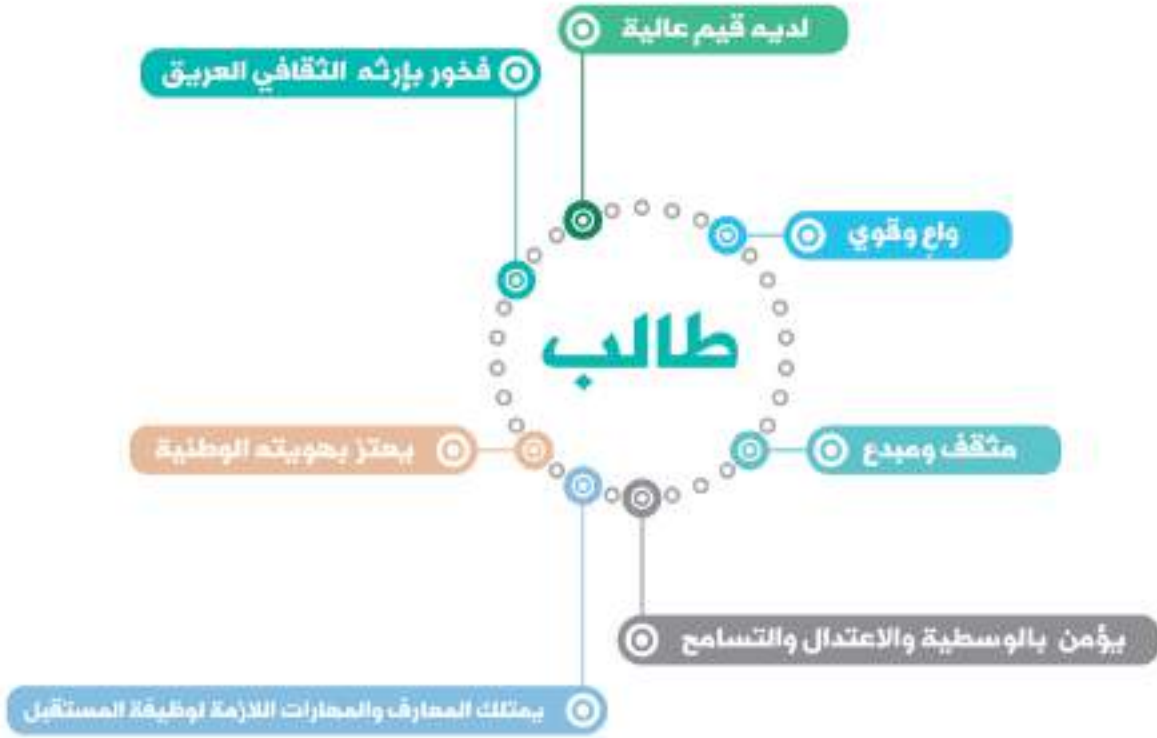 لديه قيم عالية
فخور بإرثه الثقافي العريق
واعٍ وقوي
طالب
مثقف ومبدع
يعتز بهويته الوطنية
يؤمن بالوسطية والاعتدال والتسامح
يمتلك المعارف والمهارات اللازمة لوظيفة المستقبل